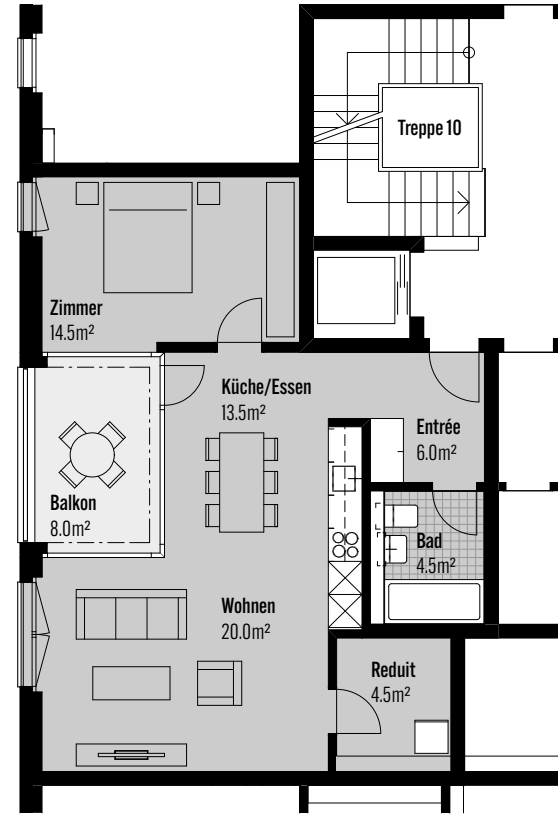 Treppe 10
Zimmer
14.5m²
Küche/Essen
13.5m²
Entrée
6.0m²
Balkon
8.0m²
Bad
4.5m²
Wohnen
20.0m²
Reduit
4.5m²